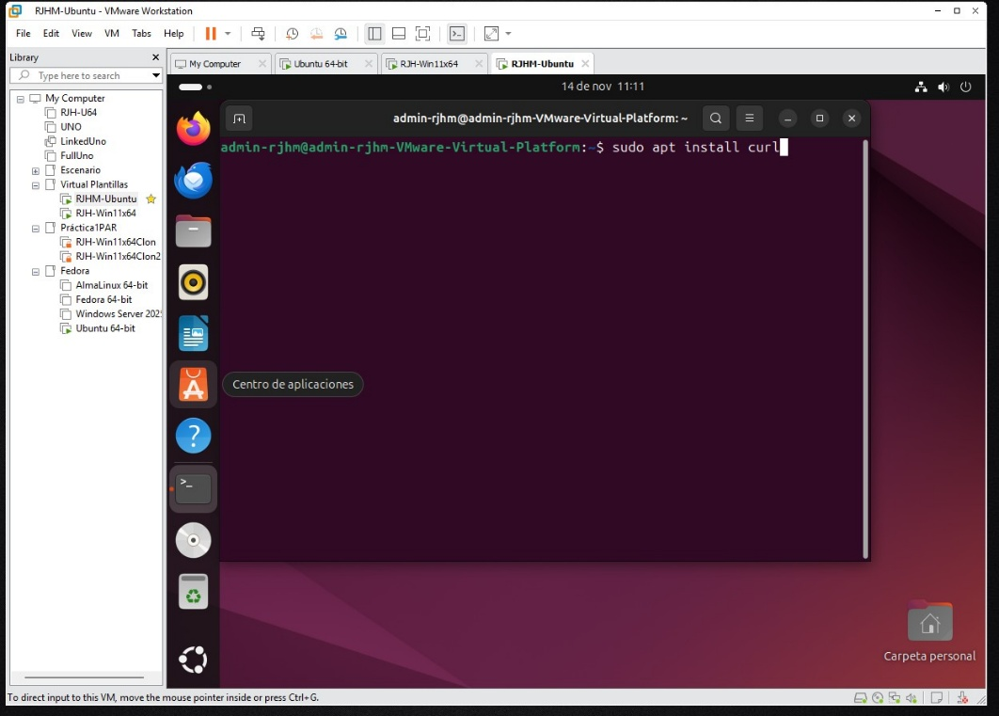 RJHM-Ubuntu - VMware Workstation
File Edit View VM Tabs Help
Library
Type here to search
My Computer
RJH-U64
UNO
LinkedUno
FullUno
Escenario
Virtual Plantillas
RJHM-Ubuntu
RJH-Win11x64
Práctica1PAR
RJH-Win11x64Clon
RJH-Win11x64Clon2
Fedora
AlmaLinux 64-bit
Fedora 64-bit
Windows Server 202
Ubuntu 64-bit
My Computer Ubuntu 64-bit RJH-Win11x64 RJHM-Ubuntu
14 de nov 11:11
admin-rjhm@admin-rjhm-VMware-Virtual-Platform: ~
admin-rjhm@admin-rjhm-VMware-Virtual-Platform:~$ sudo apt install curl
Centro de aplicaciones
Carpeta personal
To direct input to this VM, move the mouse pointer inside or press Ctrl+G.